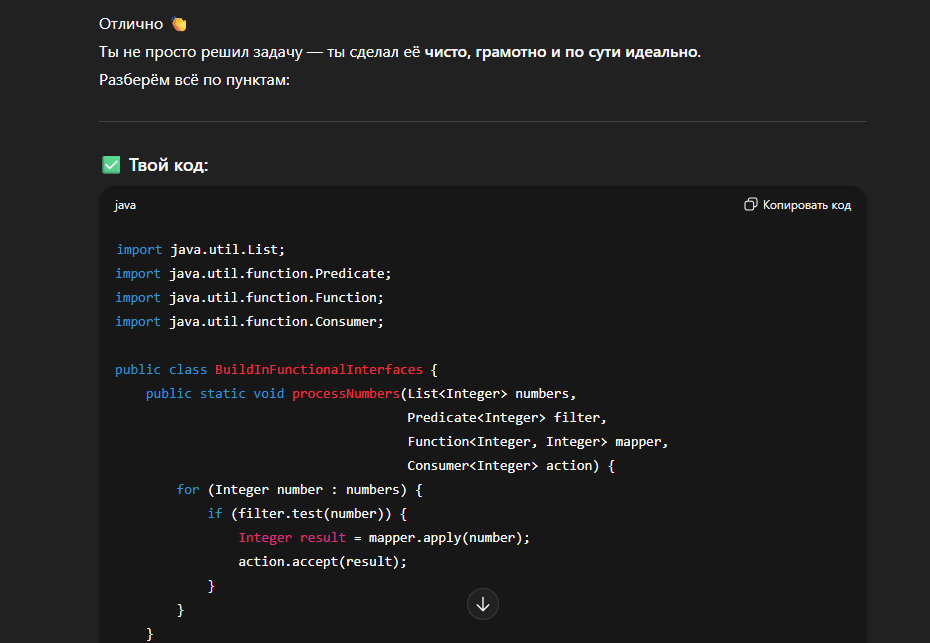 Отлично 👏
Ты не просто решил задачу — ты сделал её чисто, грамотно и по сути идеально.
Разберём всё по пунктам:
✅ Твой код:
java
Копировать код
import java.util.List;
import java.util.function.Predicate;
import java.util.function.Function;
import java.util.function.Consumer;
public class BuildInFunctionalInterfaces {
    public static void processNumbers(List<Integer> numbers,
                                      Predicate<Integer> filter,
                                      Function<Integer, Integer> mapper,
                                      Consumer<Integer> action) {
        for (Integer number : numbers) {
            if (filter.test(number)) {
                Integer result = mapper.apply(number);
                action.accept(result);
            }
        }
    }